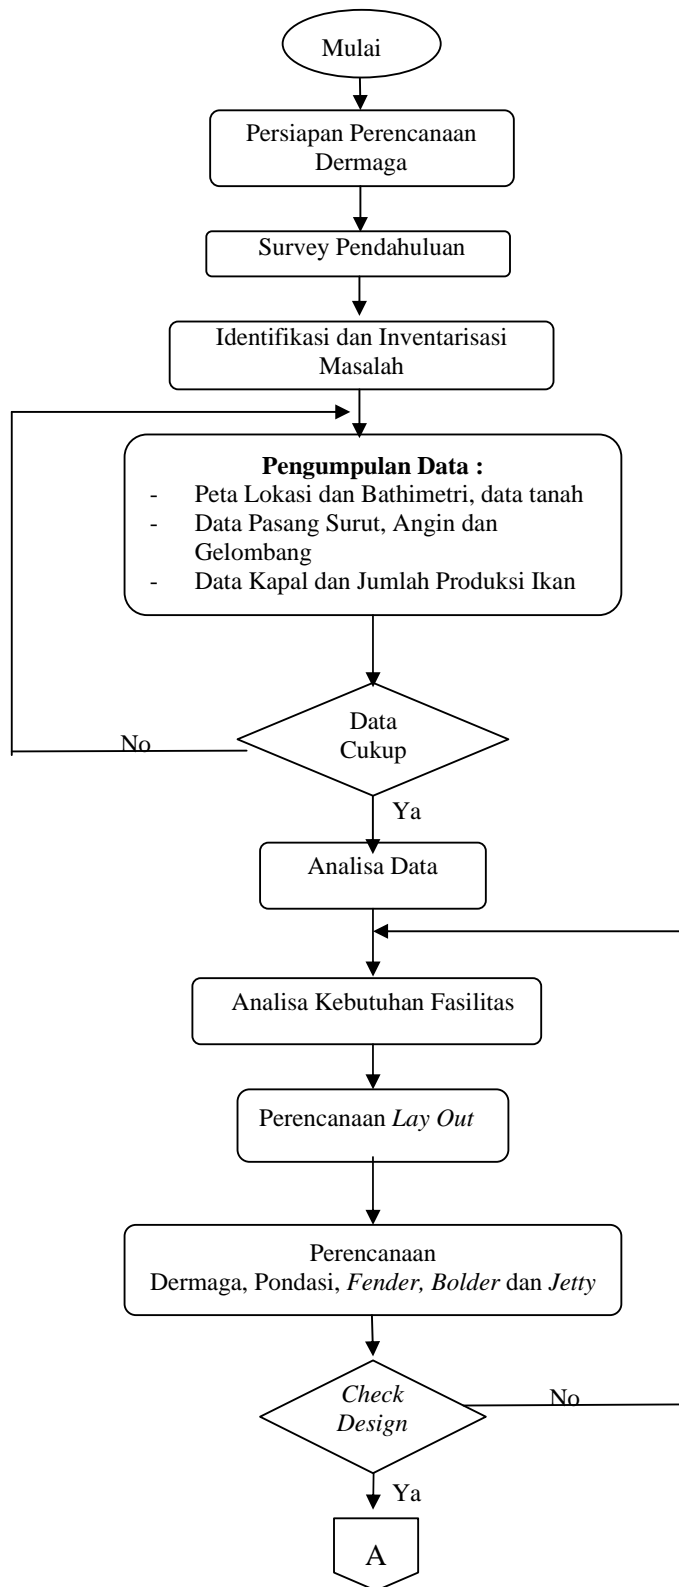 Mulai
Persiapan Perencanaan
Dermaga
Survey Pendahuluan
Identifikasi dan Inventarisasi
Masalah
Pengumpulan Data :
- Peta Lokasi dan Bathimetri, data tanah
- Data Pasang Surut, Angin dan
Gelombang
- Data Kapal dan Jumlah Produksi Ikan
Data
Cukup
No
Ya
Analisa Data
Analisa Kebutuhan Fasilitas
Perencanaan Lay Out
Perencanaan
Dermaga, Pondasi, Fender, Bolder dan Jetty
Check
Design
No
Ya
A